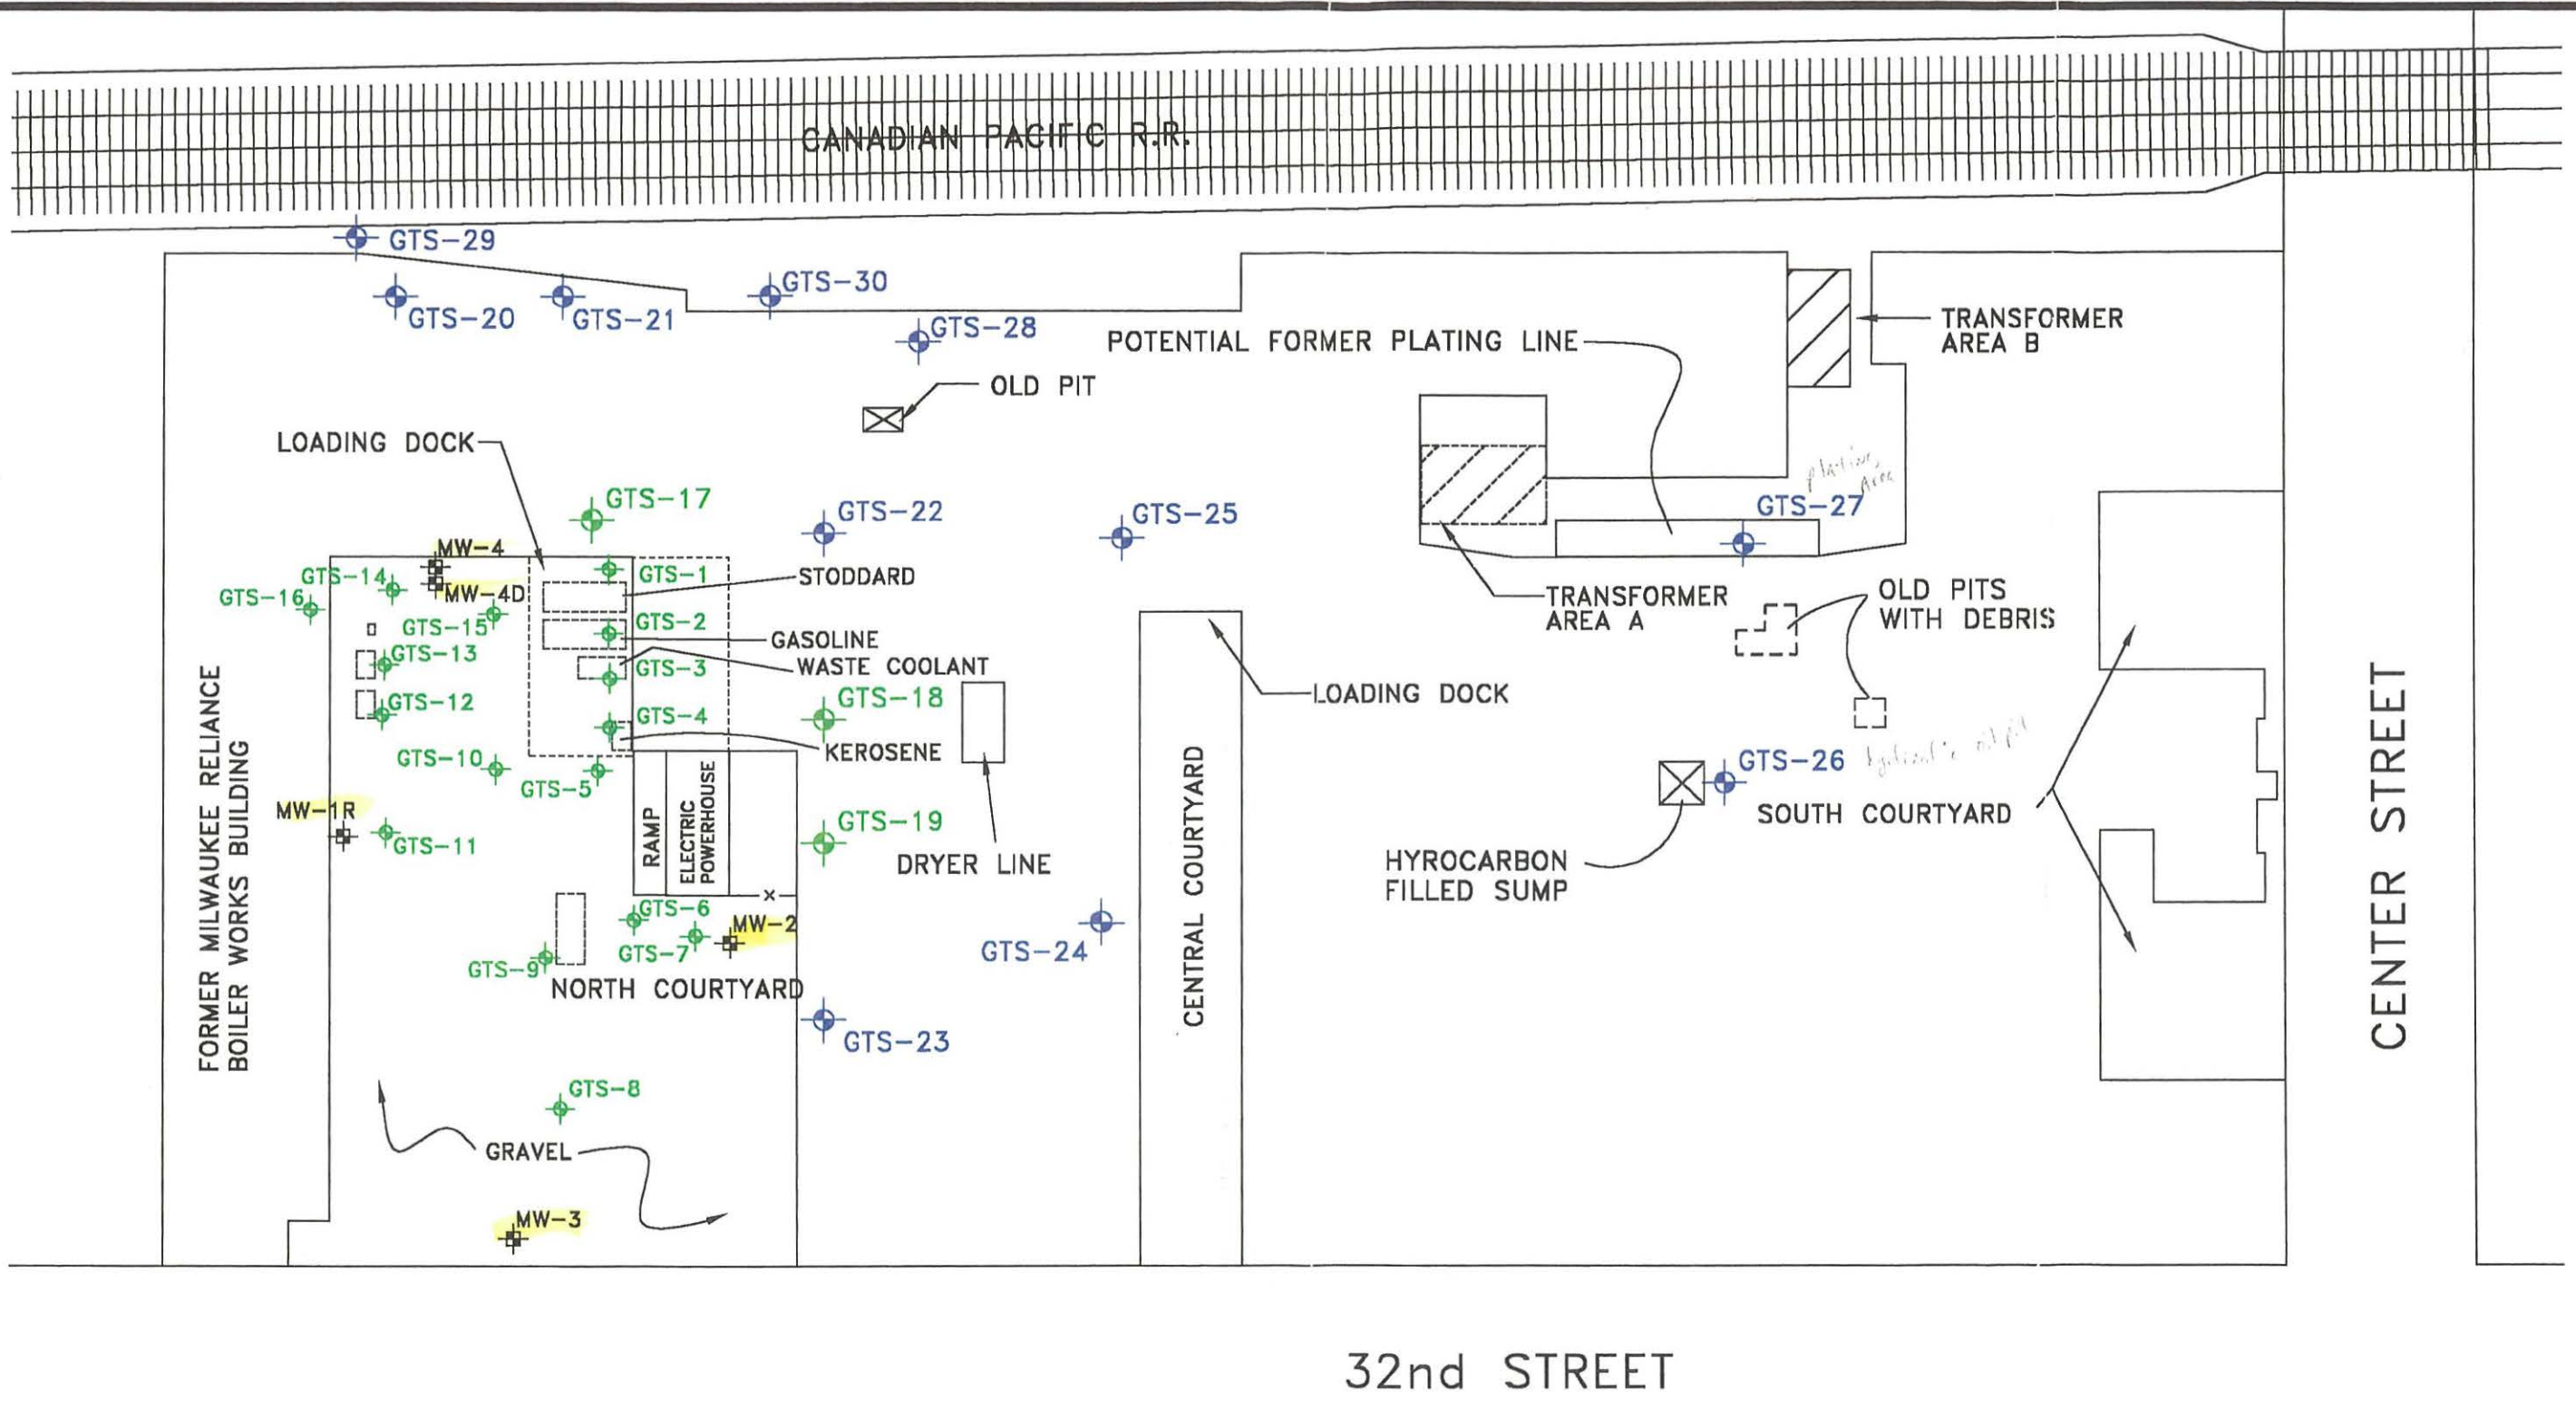 CANADIAN PACIFIC R.R.
GTS-29
GTS-20
GTS-21
GTS-30
GTS-28
POTENTIAL FORMER PLATING LINE
TRANSFORMER
AREA B
OLD PIT
LOADING DOCK
plating
Area
GTS-17
GTS-22
GTS-25
GTS-27
MW-4
GTS-14
MW-4D
GTS-16
GTS-15
GTS-1
STODDARD
GTS-2
GASOLINE
WASTE COOLANT
GTS-3
GTS-13
GTS-12
GTS-4
KEROSENE
GTS-18
GTS-10
GTS-5
TRANSFORMER
AREA A
OLD PITS
WITH DEBRIS
LOADING DOCK
MW-1R
GTS-11
RAMP
ELECTRIC
POWERHOUSE
GTS-19
DRYER LINE
GTS-26
SOUTH COURTYARD
HYROCARBON
FILLED SUMP
FORMER MILWAUKEE RELIANCE
BOILER WORKS BUILDING
CENTRAL COURTYARD
CENTER STREET
GTS-6
MW-2
GTS-7
GTS-9
NORTH COURTYARD
GTS-24
GTS-23
GTS-8
GRAVEL
MW-3
32nd STREET